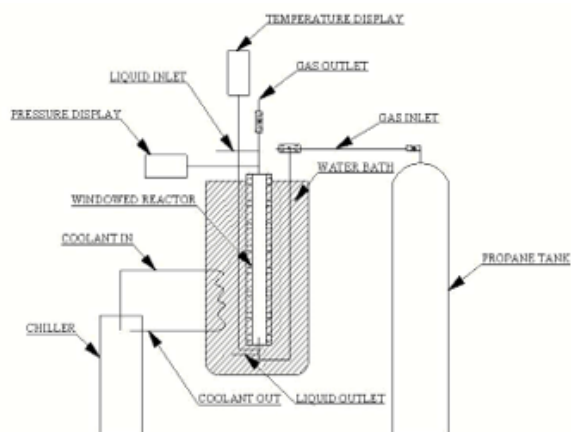 TEMPERATURE DISPLAY
GAS OUTLET
LIQUID INLET
PRESSURE DISPLAY
GAS INLET
WATER BATH
WINDOWED REACTOR
COOLANT IN
PROPANE TANK
CHILLER
COOLANT OUT
LIQUID OUTLET